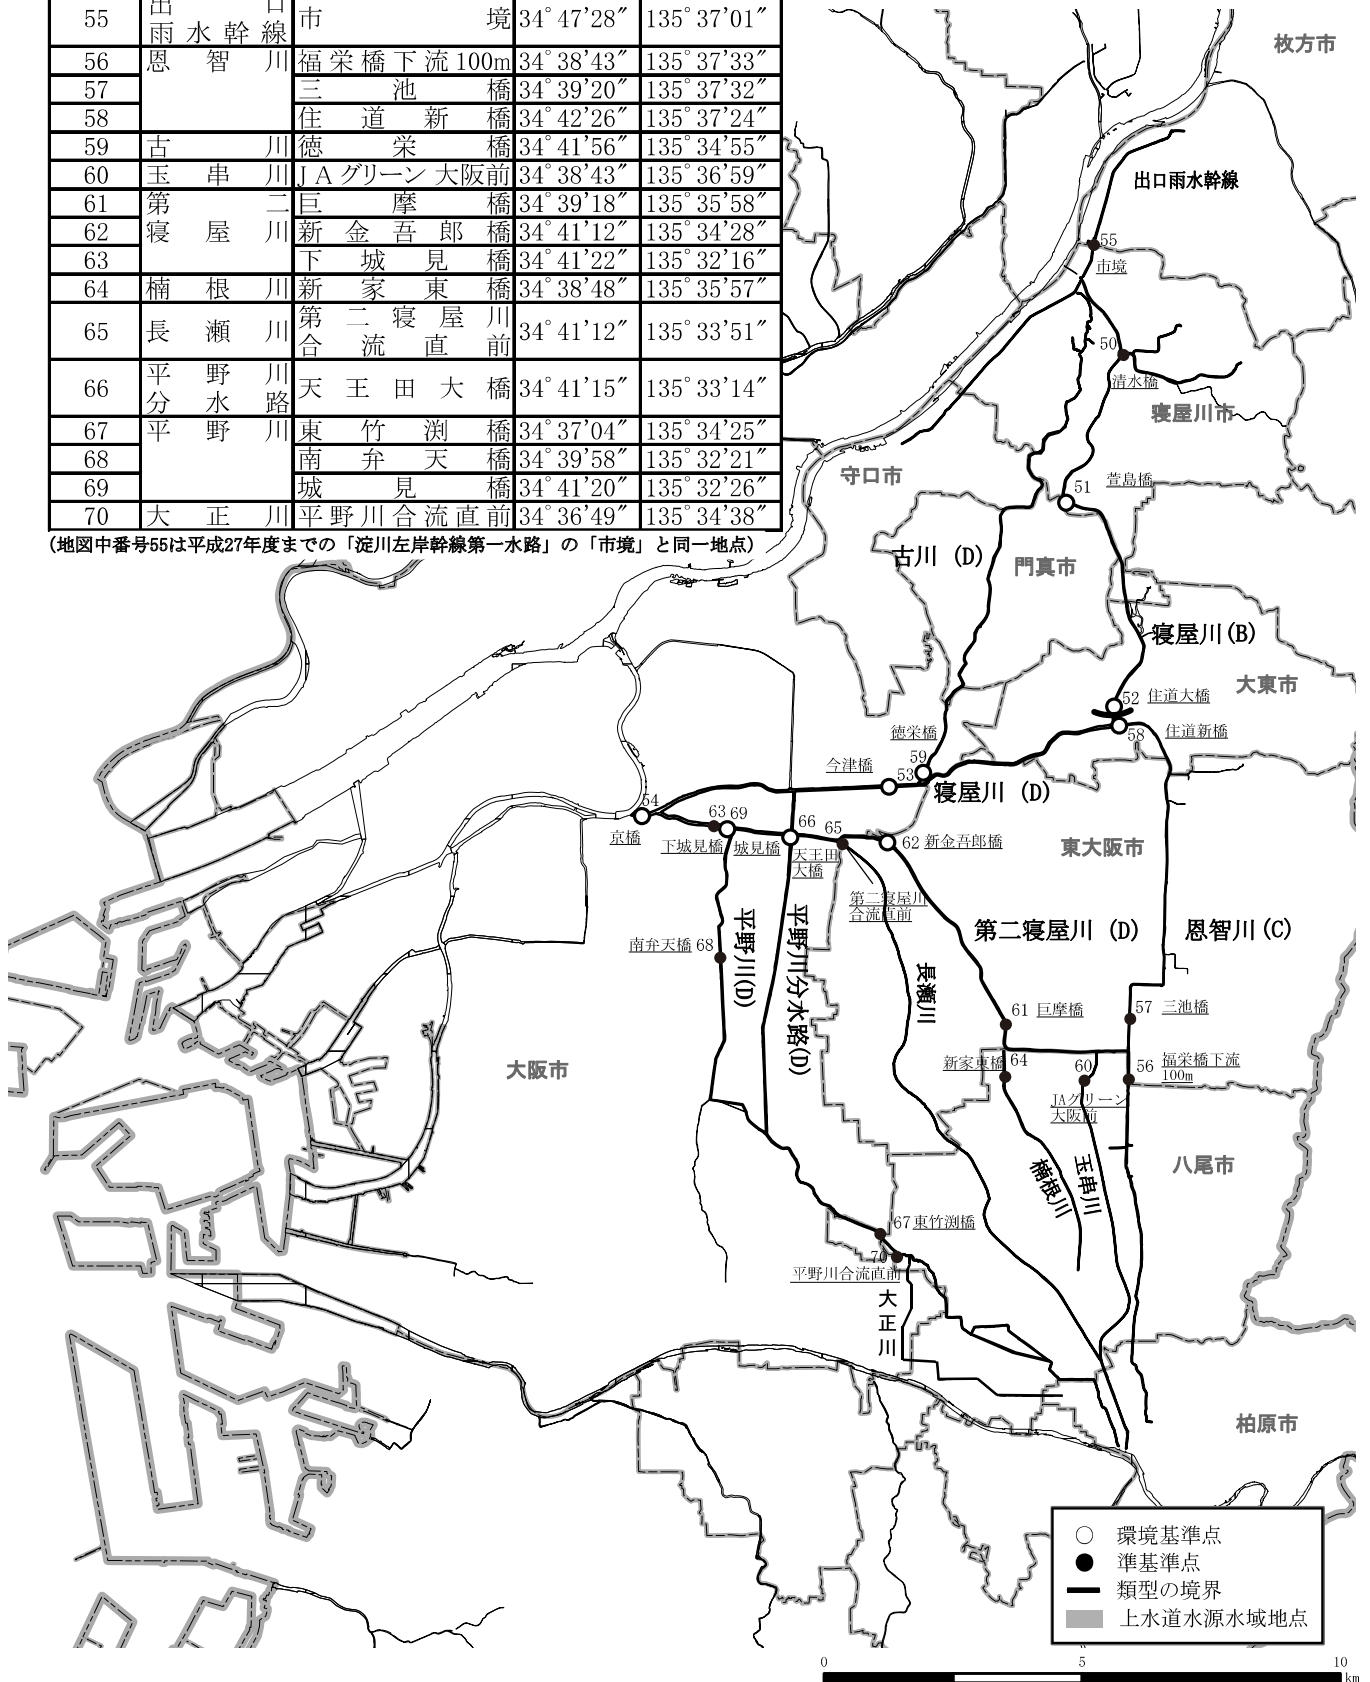 55 出口雨水幹線 市境 34°47'28″ 135°37'01″
56 恩智川 福栄橋下流100m 34°38'43″ 135°37'33″
57 三池橋 34°39'20″ 135°37'32″
58 住道新橋 34°42'26″ 135°37'24″
59 古川 徳栄橋 34°41'56″ 135°34'55″
60 玉串川 JAグリーン大阪前 34°38'43″ 135°36'59″
61 第二寝屋川 巨摩橋 34°39'18″ 135°35'58″
62 新金吾郎橋 34°41'12″ 135°34'28″
63 下城見橋 34°41'22″ 135°32'16″
64 楠根川 新家東橋 34°38'48″ 135°35'57″
65 長瀬川 第二寝屋川合流直前 34°41'12″ 135°33'51″
66 平野川分水路 天王田大橋 34°41'15″ 135°33'14″
67 平野川 東竹渕橋 34°37'04″ 135°34'25″
68 南弁天橋 34°39'58″ 135°32'21″
69 城見橋 34°41'20″ 135°32'26″
70 大正川 平野川合流直前 34°36'49″ 135°34'38″
(地図中番号55は平成27年度までの「淀川左岸幹線第一水路」の「市境」と同一地点)
枚方市
出口雨水幹線
55
市境
50
清水橋
寝屋川市
守口市
51
萱島橋
古川 (D)
門真市
寝屋川(B)
大東市
52 住道大橋
58 住道新橋
徳栄橋
59
今津橋
53
寝屋川 (D)
54
京橋
63 69
下城見橋
城見橋
66
天王田
大橋
65
第二寝屋川
合流直前
62 新金吾郎橋
東大阪市
第二寝屋川 (D)
恩智川(C)
南弁天橋 68
平野川(D)
平野川分水路(D)
長瀬川
61 巨摩橋
57 三池橋
新家東橋 64
60
JAグリーン
大阪前
56 福栄橋下流
100m
大阪市
八尾市
楠根川
玉串川
67 東竹渕橋
70
平野川合流直前
大正川
柏原市
○ 環境基準点
● 準基準点
類型の境界
上水道水源水域地点
0 5 10
km